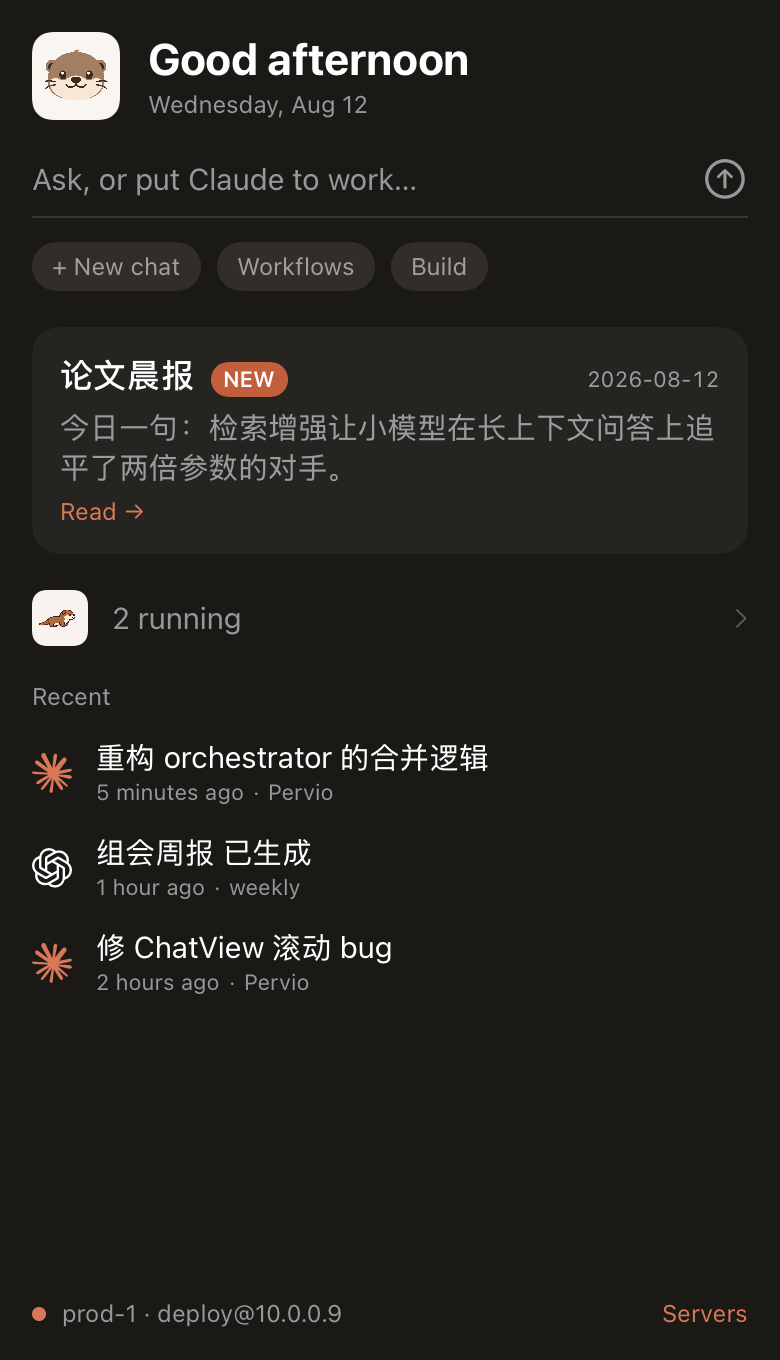 Good afternoon
Wednesday, Aug 12
Ask, or put Claude to work...
+ New chat
Workflows
Build
论文晨报 NEW 2026-08-12
今日一句：检索增强让小模型在长上下文问答上追
平了两倍参数的对手。
Read →
2 running
Recent
重构 orchestrator 的合并逻辑
5 minutes ago · Pervio
组会周报 已生成
1 hour ago · weekly
修 ChatView 滚动 bug
2 hours ago · Pervio
prod-1 · deploy@10.0.0.9
Servers